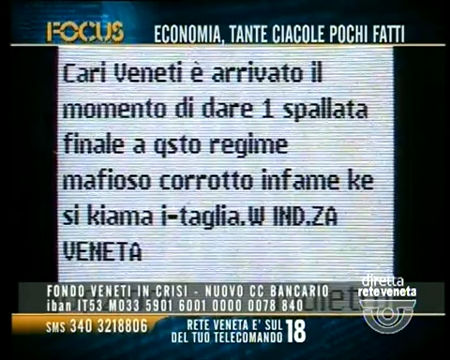 FOCUS
ECONOMIA, TANTE CIACOLE POCHI FATTI
Cari Veneti è arrivato il
momento di dare 1 spallata
finale a qsto regime
mafioso corrotto infame ke
si kiama i-taglia.W IND.ZA
VENETA
diretta
reteveneta
FONDO VENETI IN CRISI - NUOVO CC BANCARIO
iban IT53 M033 5901 6001 0000 0078 840
SMS 340 3218806
RETE VENETA E' SUL
DEL TUO TELECOMANDO 18